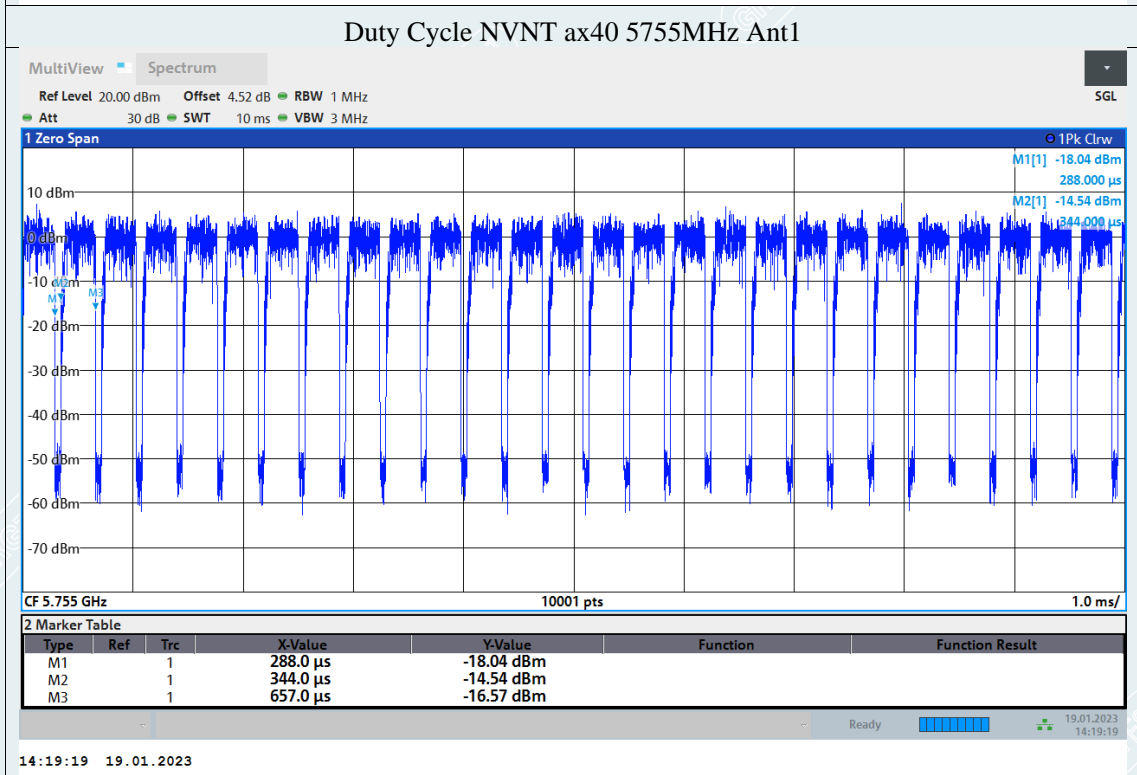 Duty Cycle NVNT ax40 5755MHz Ant1
MultiView Spectrum
Ref Level 20.00 dBm Offset 4.52 dB RBW 1 MHz
SGL
Att 30 dB SWT 10 ms VBW 3 MHz
1 Zero Span 1Pk Clrw
M1[1] -18.04 dBm
288.000 µs
10 dBm
M2[1] -14.54 dBm
344.000 µs
0 dBm
-10 dBm
M2
M1
M3
-20 dBm
-30 dBm
-40 dBm
-50 dBm
-60 dBm
-70 dBm
CF 5.755 GHz 10001 pts 1.0 ms/
2 Marker Table
Type Ref Trc X-Value Y-Value Function Function Result
M1 1 288.0 µs -18.04 dBm
M2 1 344.0 µs -14.54 dBm
M3 1 657.0 µs -16.57 dBm
Ready 19.01.2023
14:19:19
14:19:19 19.01.2023